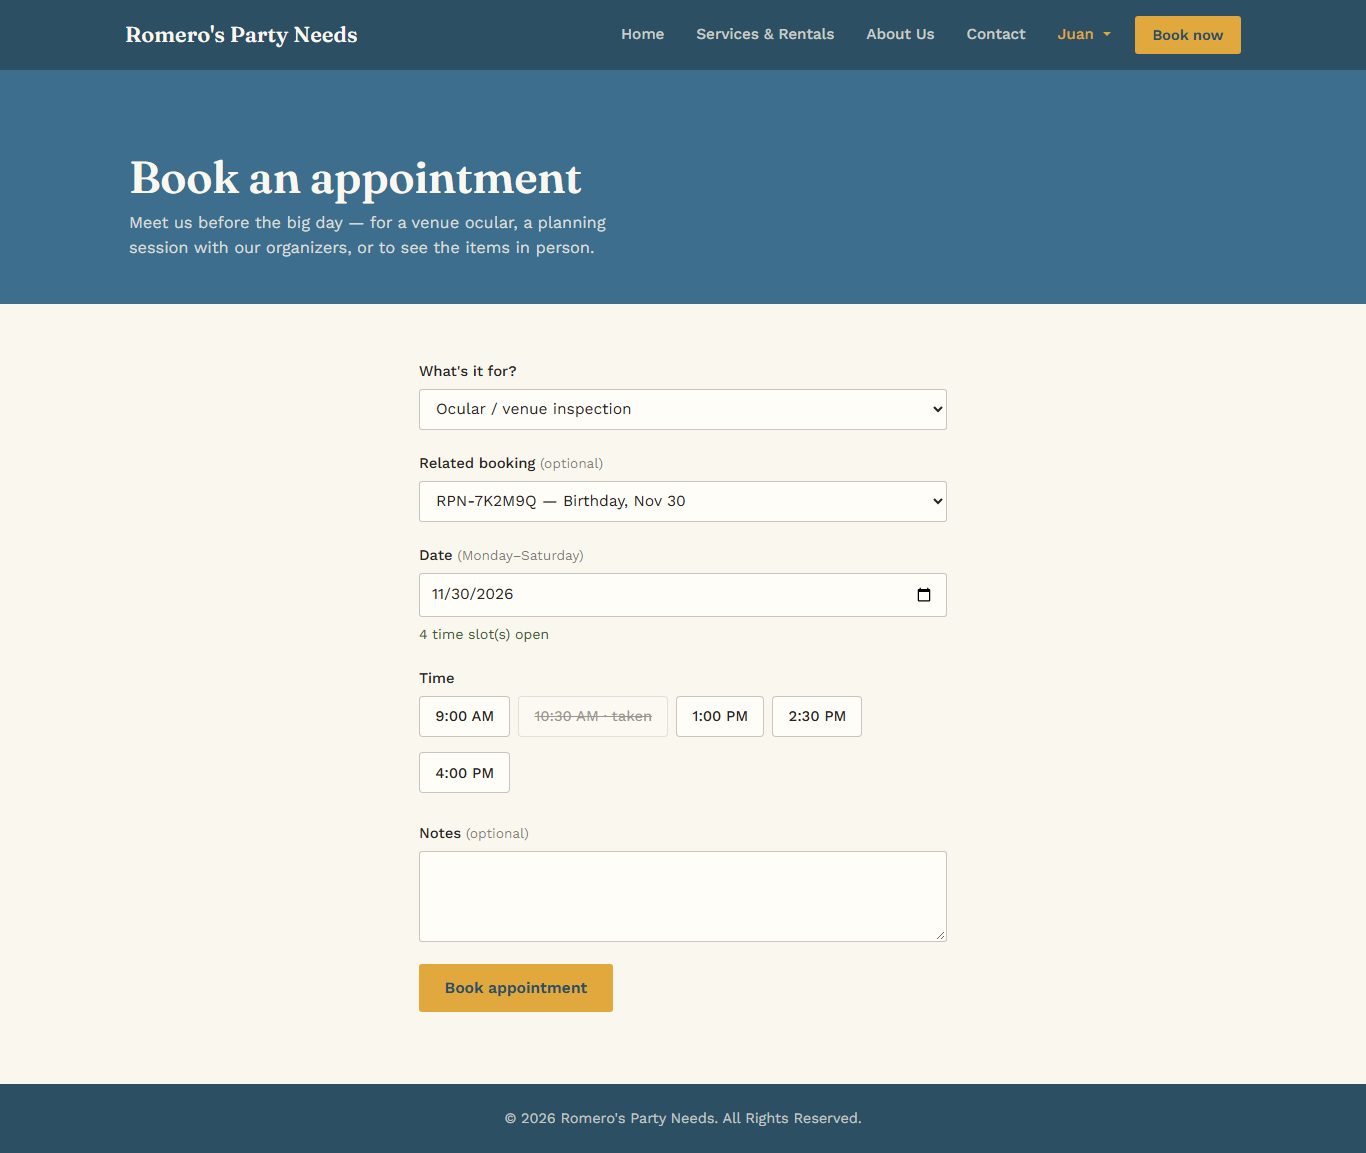 Romero's Party Needs
Home
Services & Rentals
About Us
Contact
Juan
Book now
Book an appointment
Meet us before the big day — for a venue ocular, a planning
session with our organizers, or to see the items in person.
What's it for?
Ocular / venue inspection
Related booking (optional)
RPN-7K2M9Q — Birthday, Nov 30
Date (Monday–Saturday)
11/30/2026
4 time slot(s) open
Time
9:00 AM
10:30 AM · taken
1:00 PM
2:30 PM
4:00 PM
Notes (optional)
Book appointment
© 2026 Romero's Party Needs. All Rights Reserved.